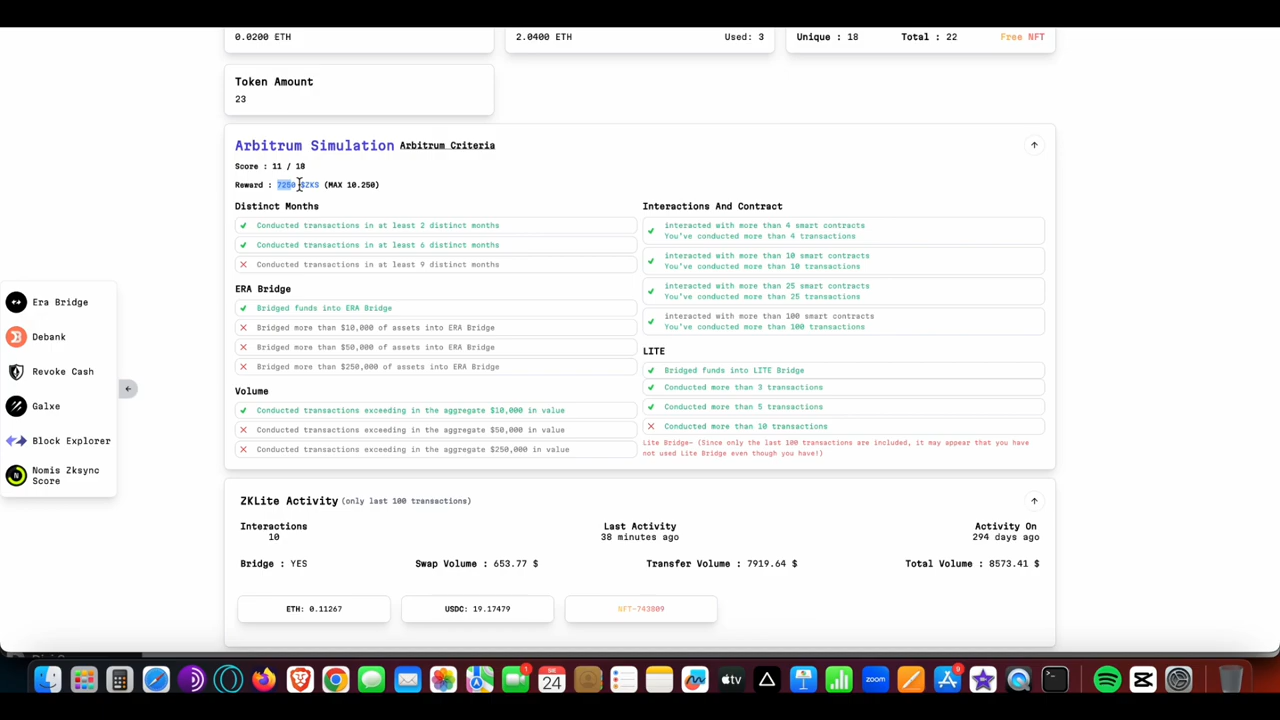 0.0200 ETH
2.0400 ETH
Used: 3
Unique : 18
Total : 22
Free NFT
Token Amount
23
Arbitrum Simulation Arbitrum Criteria
Score : 11 / 18
Reward : 7250 $ZKS (MAX 10.250)
Distinct Months
Conducted transactions in at least 2 distinct months
Conducted transactions in at least 6 distinct months
Conducted transactions in at least 9 distinct months
ERA Bridge
Bridged funds into ERA Bridge
Bridged more than $10,000 of assets into ERA Bridge
Bridged more than $50,000 of assets into ERA Bridge
Bridged more than $250,000 of assets into ERA Bridge
Volume
Conducted transactions exceeding in the aggregate $10,000 in value
Conducted transactions exceeding in the aggregate $50,000 in value
Conducted transactions exceeding in the aggregate $250,000 in value
Interactions And Contract
interacted with more than 4 smart contracts
You've conducted more than 4 transactions
interacted with more than 10 smart contracts
You've conducted more than 10 transactions
interacted with more than 25 smart contracts
You've conducted more than 25 transactions
interacted with more than 100 smart contracts
You've conducted more than 100 transactions
LITE
Bridged funds into LITE Bridge
Conducted more than 3 transactions
Conducted more than 5 transactions
Conducted more than 10 transactions
Lite Bridge~ (Since only the last 100 transactions are included, it may appear that you have
not used Lite Bridge even though you have!)
Era Bridge
Debank
Revoke Cash
Galxe
Block Explorer
Nomis Zksync
Score
ZKLite Activity (only last 100 transactions)
Interactions
10
Last Activity
38 minutes ago
Activity On
294 days ago
Bridge : YES
Swap Volume : 653.77 $
Transfer Volume : 7919.64 $
Total Volume : 8573.41 $
ETH: 0.11267
USDC: 19.17479
NFT-743809
1
24
tv
zoom
9